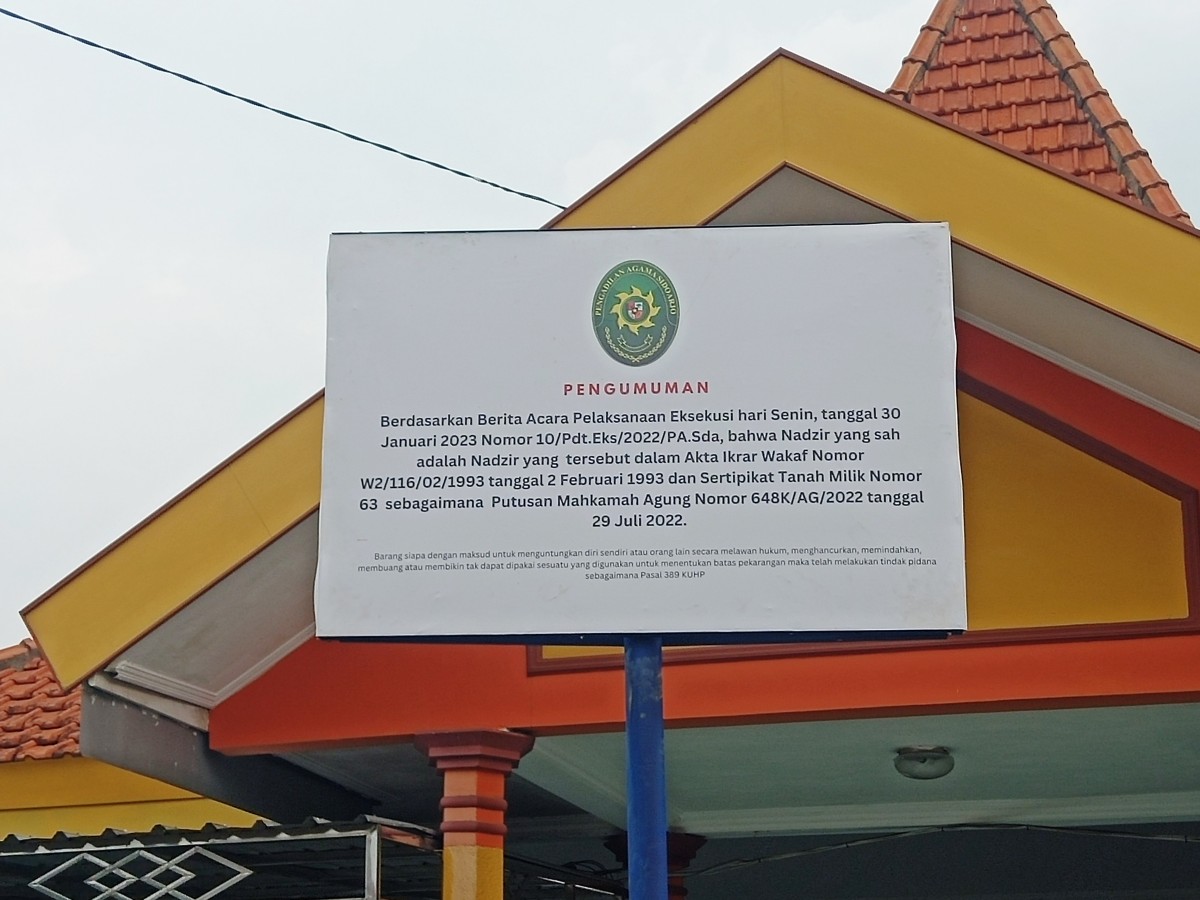 PENGADILAN AGAMA SIDOARJO
PENGUMUMAN
Berdasarkan Berita Acara Pelaksanaan Eksekusi hari Senin, tanggal 30
Januari 2023 Nomor 10/Pdt.Eks/2022/PA.Sda, bahwa Nadzir yang sah
adalah Nadzir yang tersebut dalam Akta Ikrar Wakaf Nomor
W2/116/02/1993 tanggal 2 Februari 1993 dan Sertipikat Tanah Milik Nomor
63 sebagaimana Putusan Mahkamah Agung Nomor 648K/AG/2022 tanggal
29 Juli 2022.
Barang siapa dengan maksud untuk menguntungkan diri sendiri atau orang lain secara melawan hukum, menghancurkan, memindahkan,
membuang atau membikin tak dapat dipakai sesuatu yang digunakan untuk menentukan batas pekarangan maka telah melakukan tindak pidana
sebagaimana Pasal 389 KUHP